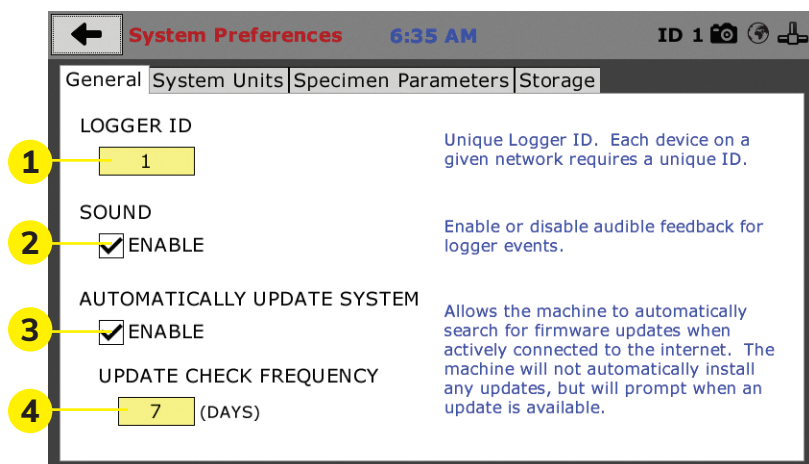 System Preferences 6:35 AM ID 1
General System Units Specimen Parameters Storage
LOGGER ID
1 1
Unique Logger ID. Each device on a
given network requires a unique ID.
SOUND
2 ENABLE
Enable or disable audible feedback for
logger events.
AUTOMATICALLY UPDATE SYSTEM
3 ENABLE
UPDATE CHECK FREQUENCY
4 7 (DAYS)
Allows the machine to automatically
search for firmware updates when
actively connected to the internet. The
machine will not automatically install
any updates, but will prompt when an
update is available.